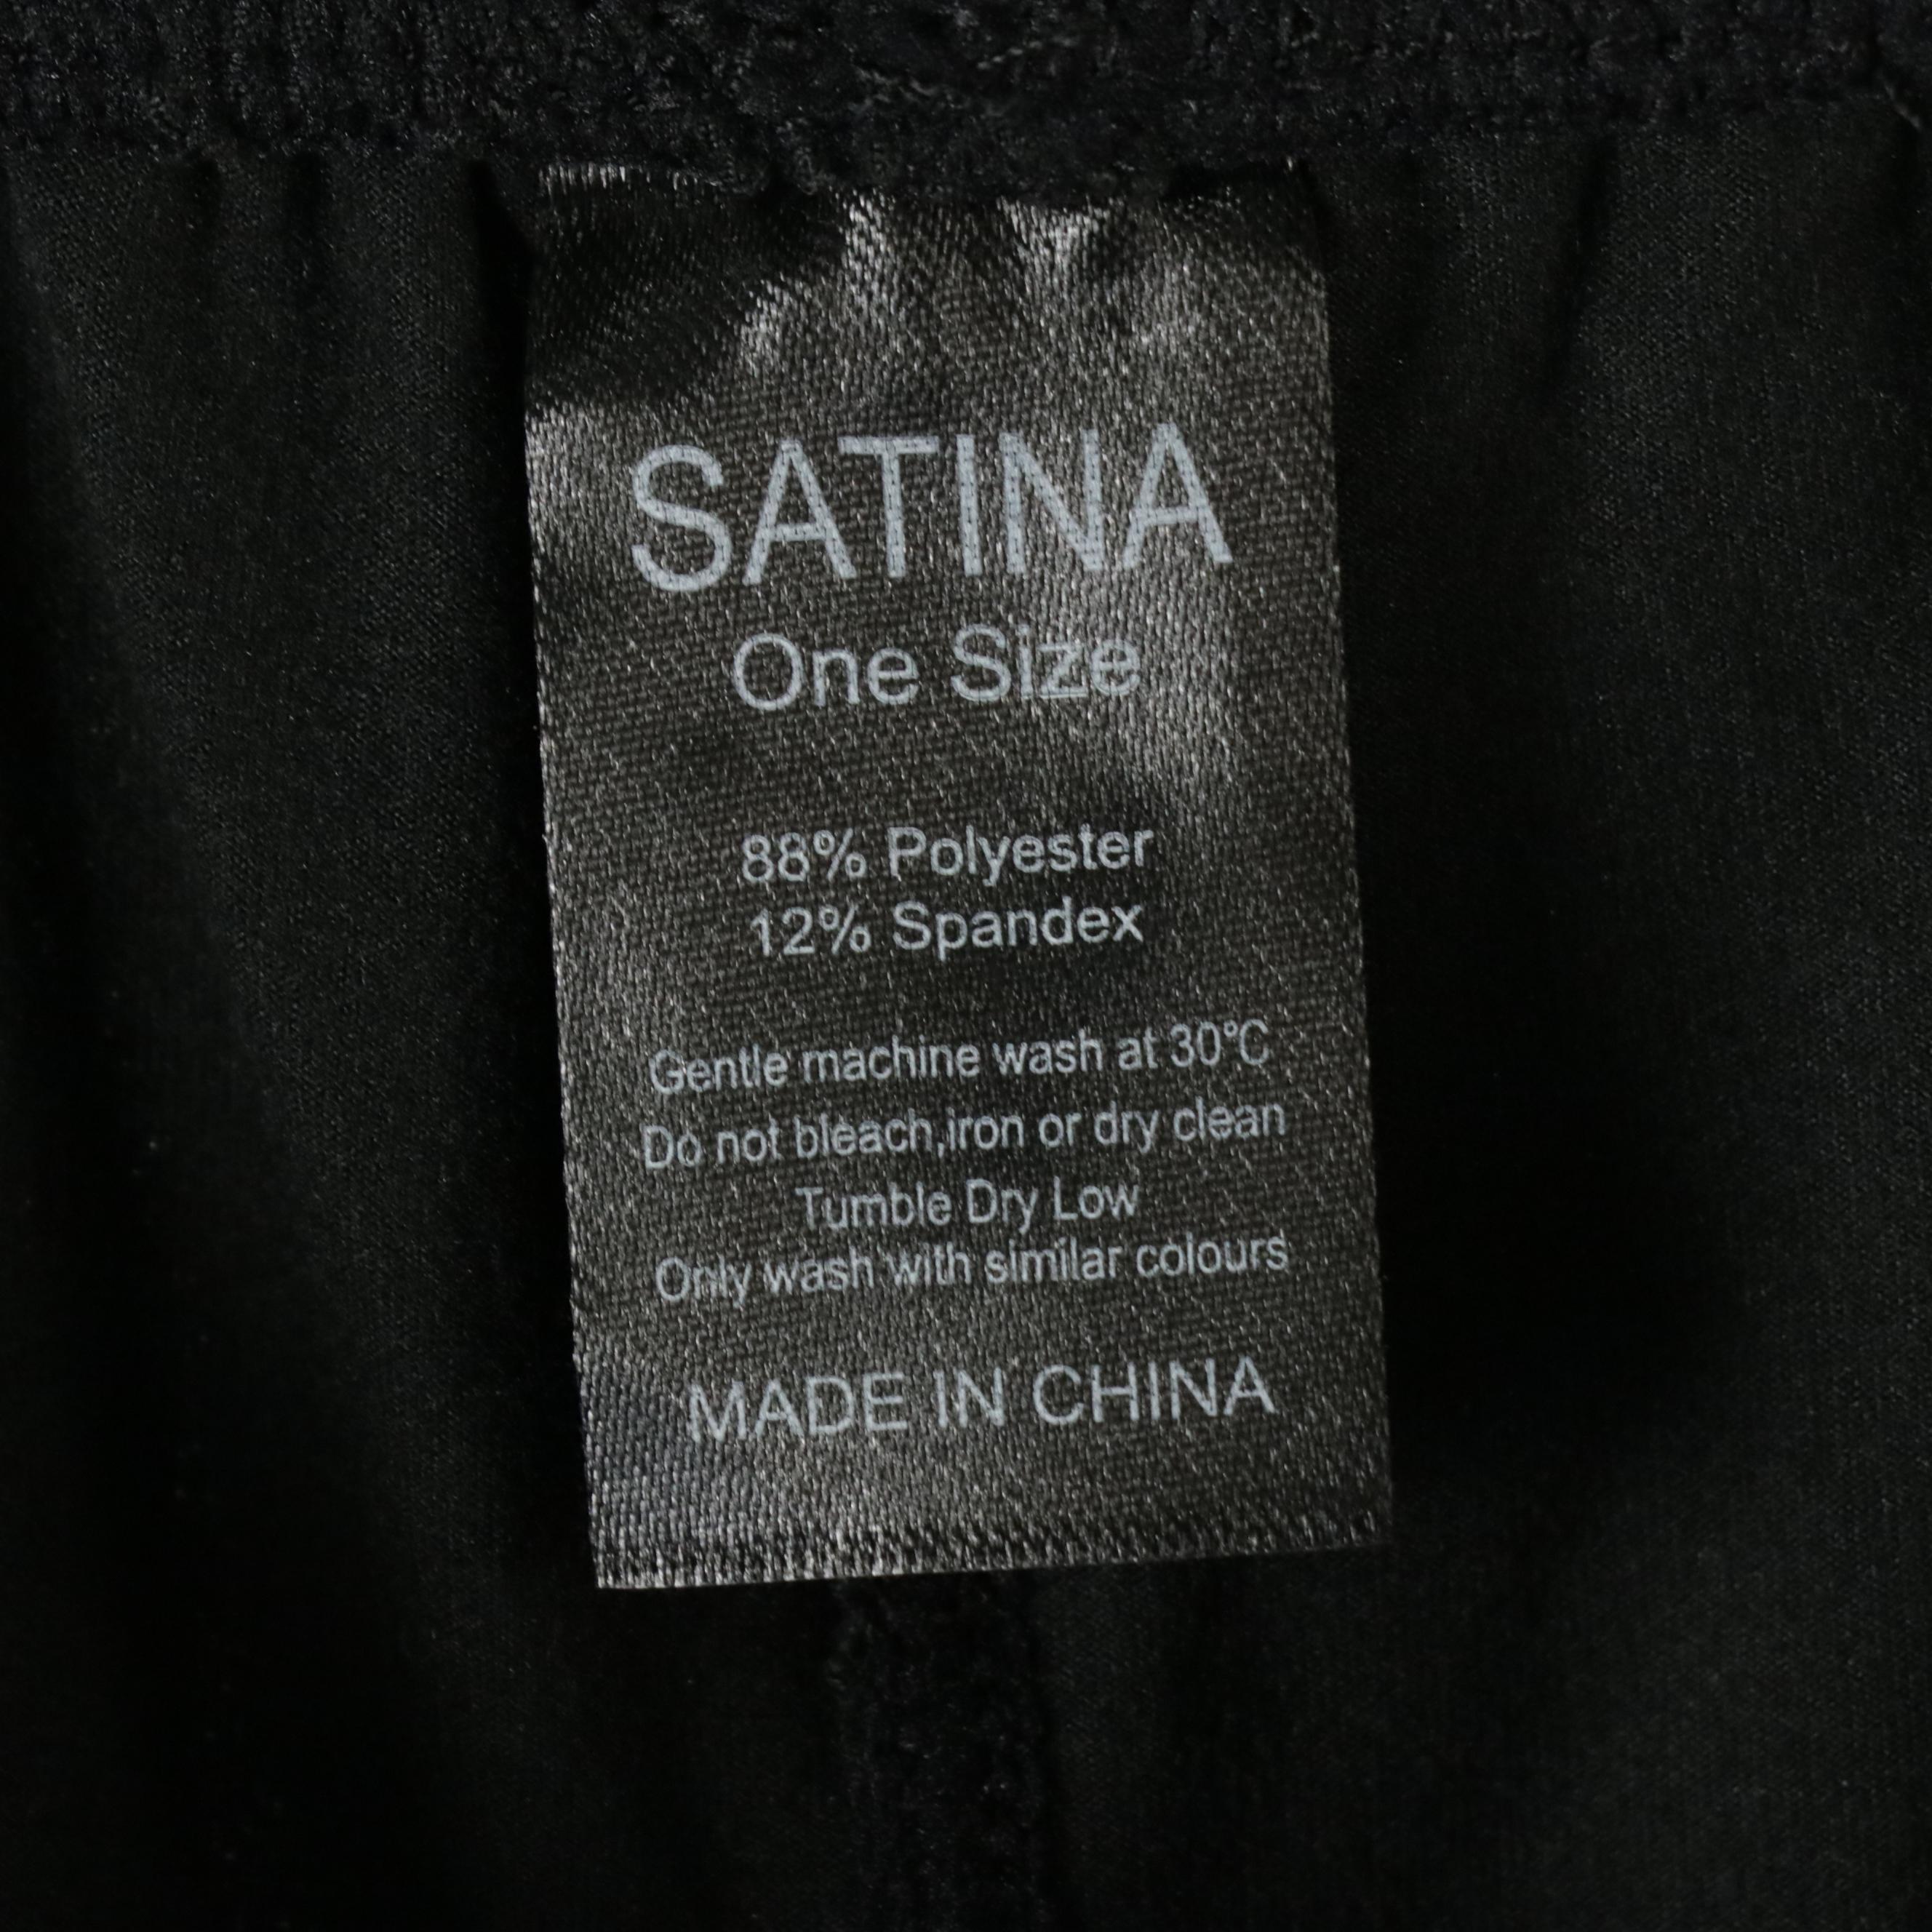 SATINA
One Size
88% Polyester
12% Spandex
Gentle machine wash at 30°C
Do not bleach,iron or dry clean
Tumble Dry Low
Only wash with similar colours
MADE IN CHINA